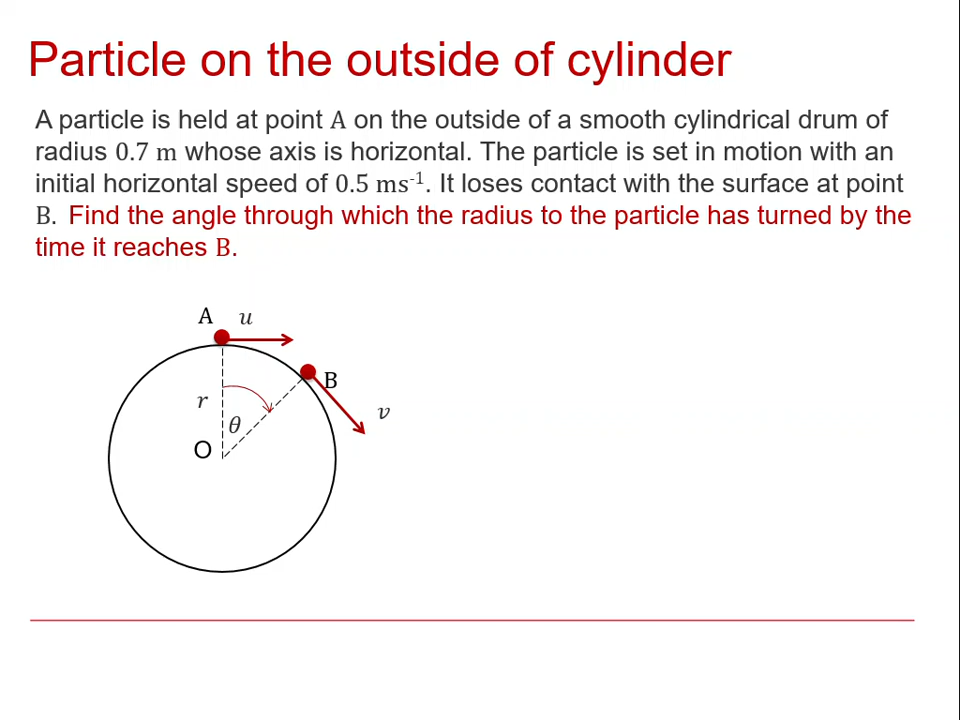 Particle on the outside of cylinder
A particle is held at point A on the outside of a smooth cylindrical drum of
radius 0.7 m whose axis is horizontal. The particle is set in motion with an
initial horizontal speed of 0.5 ms⁻¹. It loses contact with the surface at point
B. Find the angle through which the radius to the particle has turned by the
time it reaches B.
A u
B
v
r
θ
O